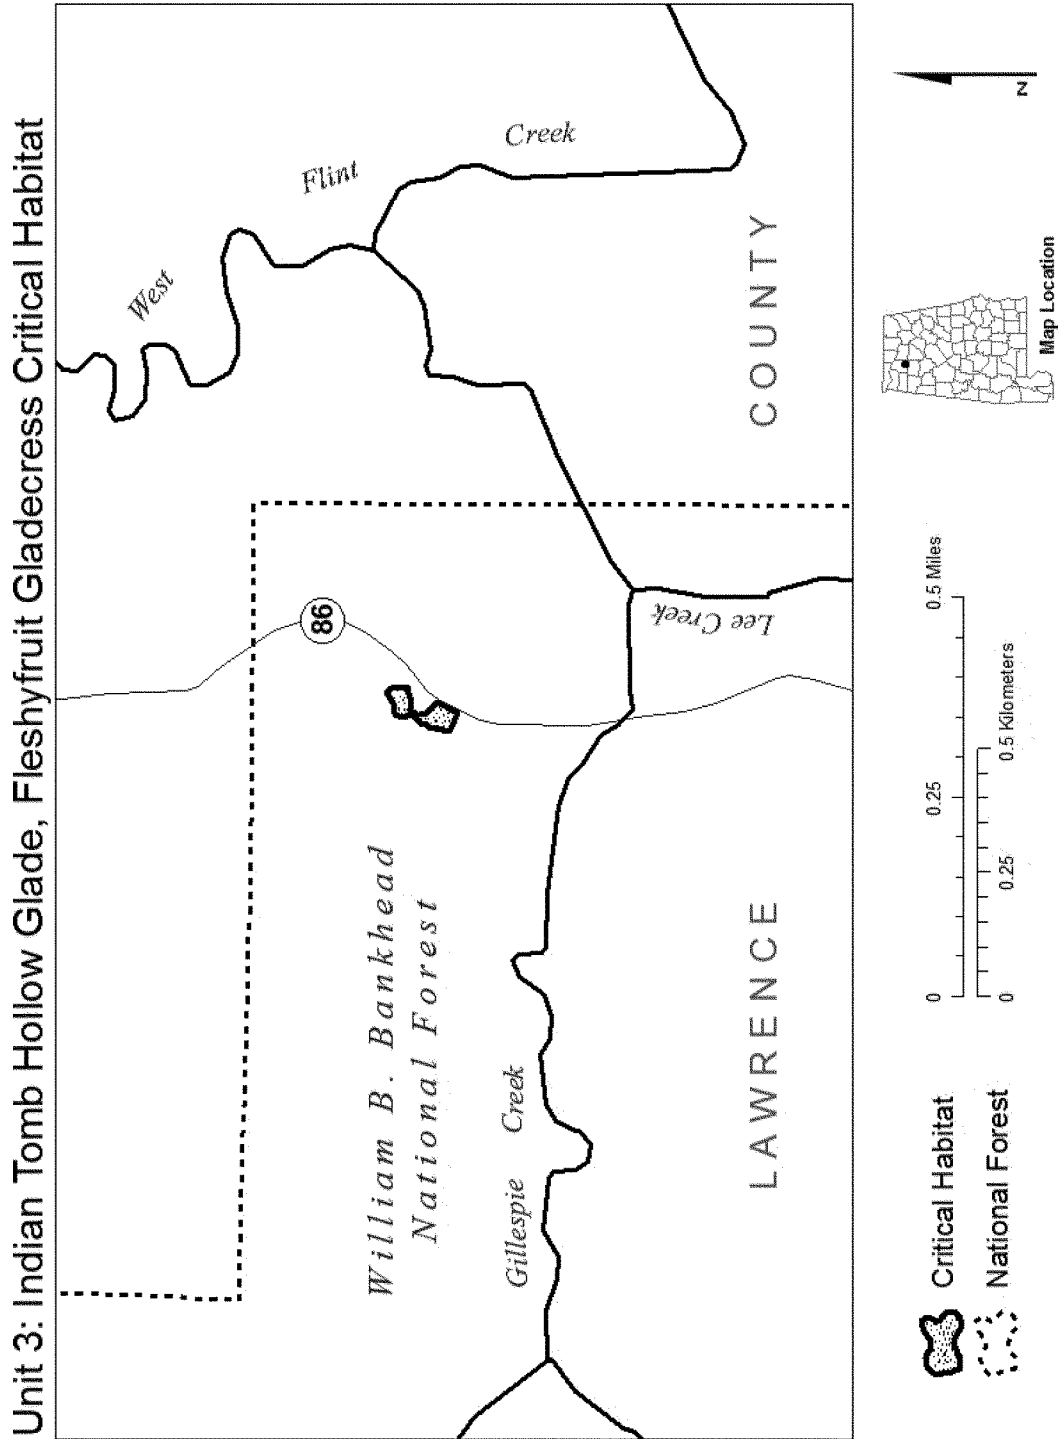 Unit 3: Indian Tomb Hollow Glade, Fleshyfruit Gladecress Critical Habitat
West
Flint
Creek
86
William B. Bankhead
National Forest
Gillespie Creek
Lee Creek
LAWRENCE COUNTY
Critical Habitat
National Forest
0 0.25 0.5 Miles
0 0.25 0.5 Kilometers
Map Location
N